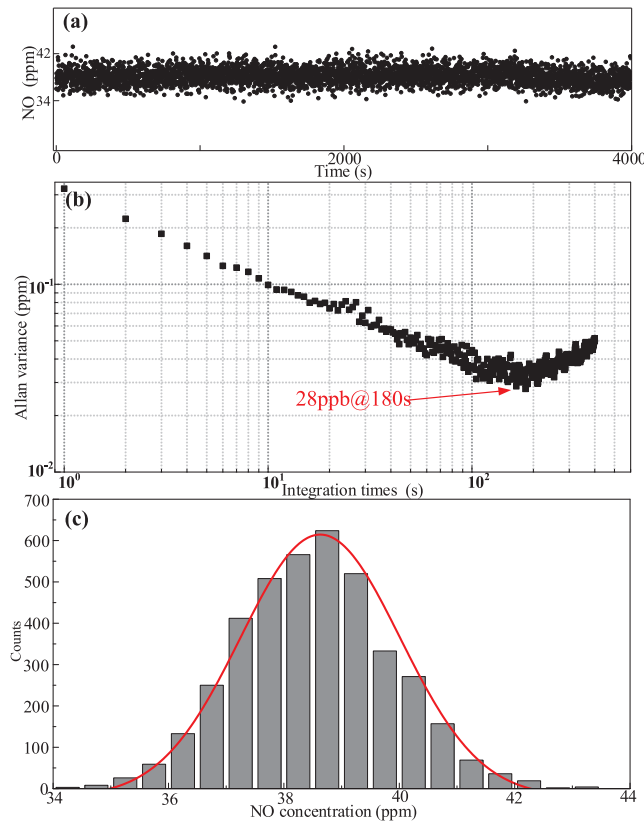 (a)
NO (ppm)
42
34
0
2000
4000
Time (s)
(b)
Allan variance (ppm)
10^-1
10^-2
28ppb@180s
10^0
10^1
10^2
Integration times (s)
(c)
Counts
700
600
500
400
300
200
100
0
34
36
38
40
42
44
NO concentration (ppm)